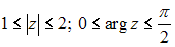 1 ≤ |z| ≤ 2; 0 ≤ arg z ≤ π/2